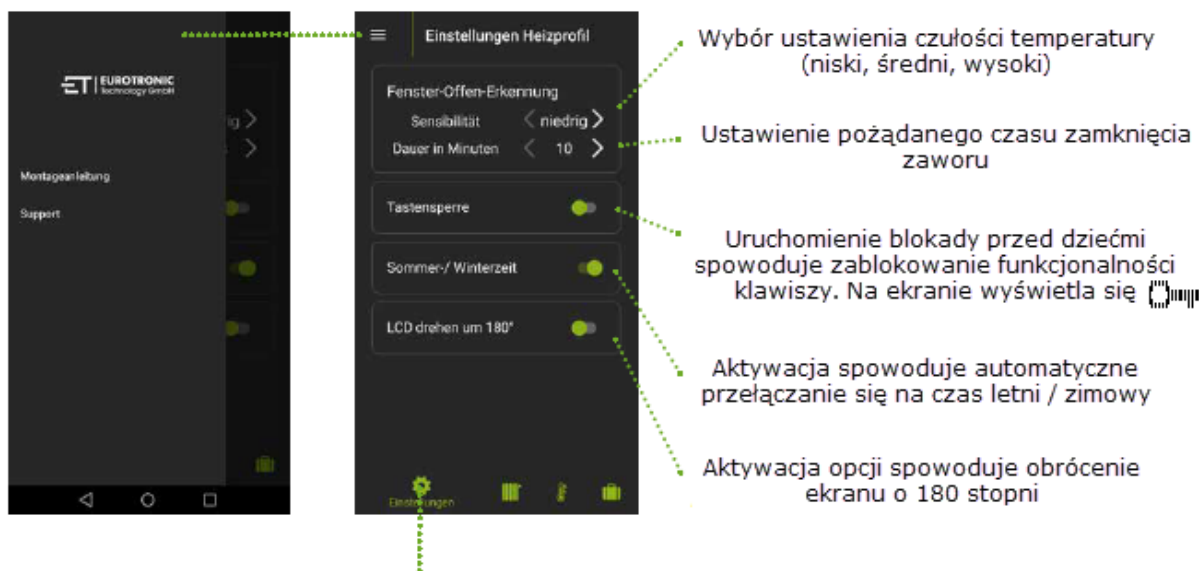 ET EUROTRONIC
Technology GmbH
Montageanleitung
Support
Einstellungen Heizprofil
Fenster-Offen-Erkennung
Sensibilität niedrig
Dauer in Minuten 10
Tastensperre
Sommer-/ Winterzeit
LCD drehen um 180°
Einstellungen
Wybór ustawienia czułości temperatury
(niski, średni, wysoki)
Ustawienie pożądanego czasu zamknięcia
zaworu
Uruchomienie blokady przed dziećmi
spowoduje zablokowanie funkcjonalności
klawiszy. Na ekranie wyświetla się
Aktywacja spowoduje automatyczne
przełączanie się na czas letni / zimowy
Aktywacja opcji spowoduje obrócenie
ekranu o 180 stopni